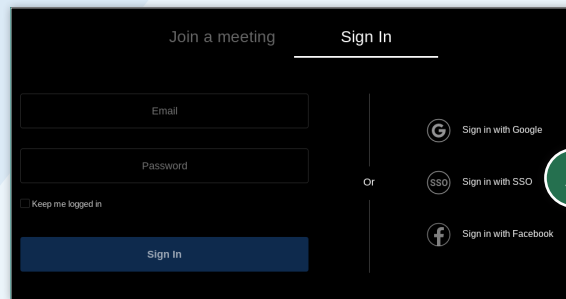 Join a meeting
Sign In
Email
Password
Keep me logged in
Sign In
Or
Sign in with Google
SSO
Sign in with SSO
Sign in with Facebook